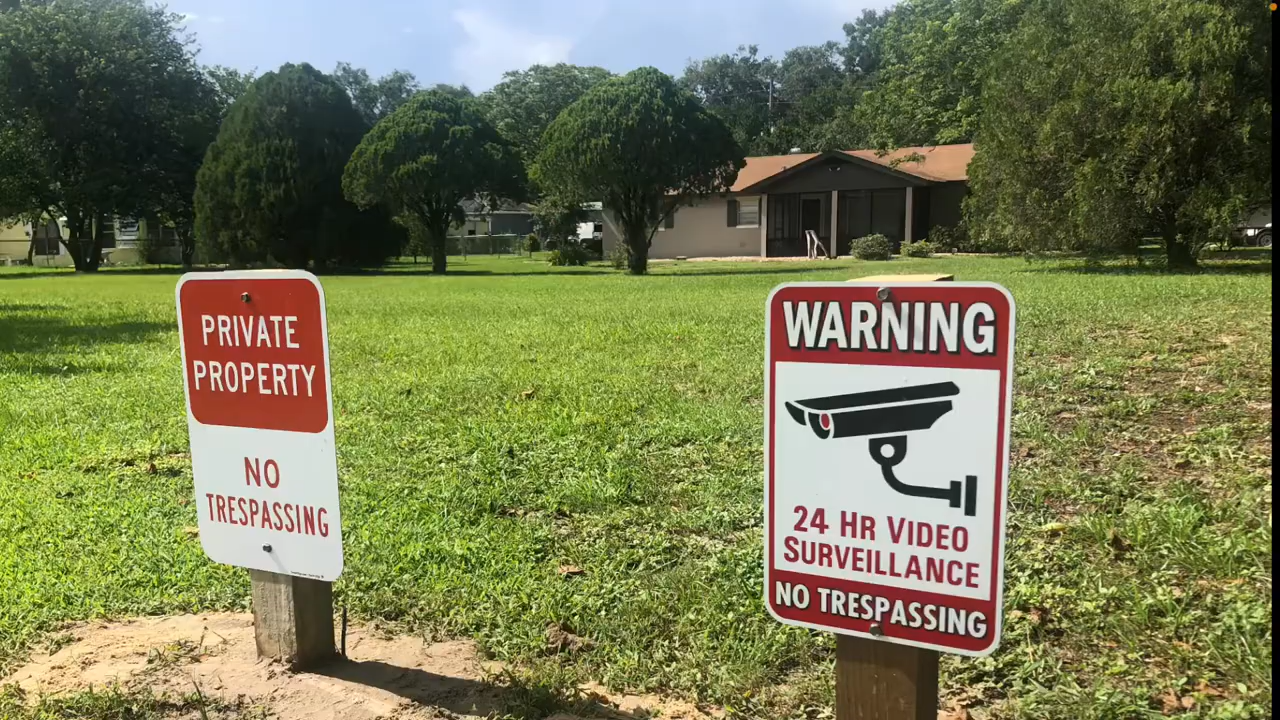 PRIVATE
PROPERTY
NO
TRESPASSING
WARNING
24 HR VIDEO
SURVEILLANCE
NO TRESPASSING